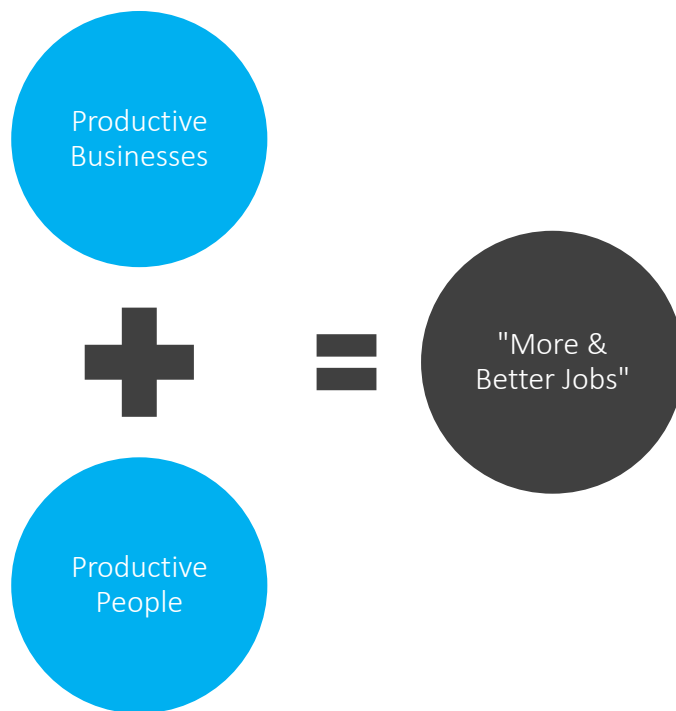 Productive
Businesses
"More &
Better Jobs"
Productive
People